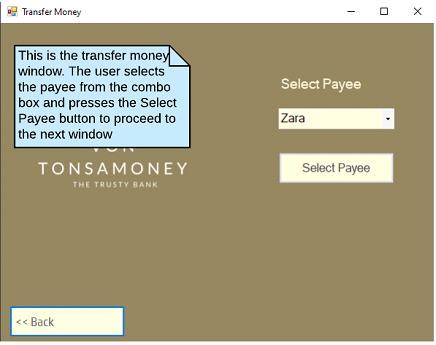 Transfer Money
This is the transfer money
window. The user selects
the payee from the combo
box and presses the Select
Payee button to proceed to
the next window
VON
TONSAMONEY
THE TRUSTY BANK
Select Payee
Zara
Select Payee
<< Back